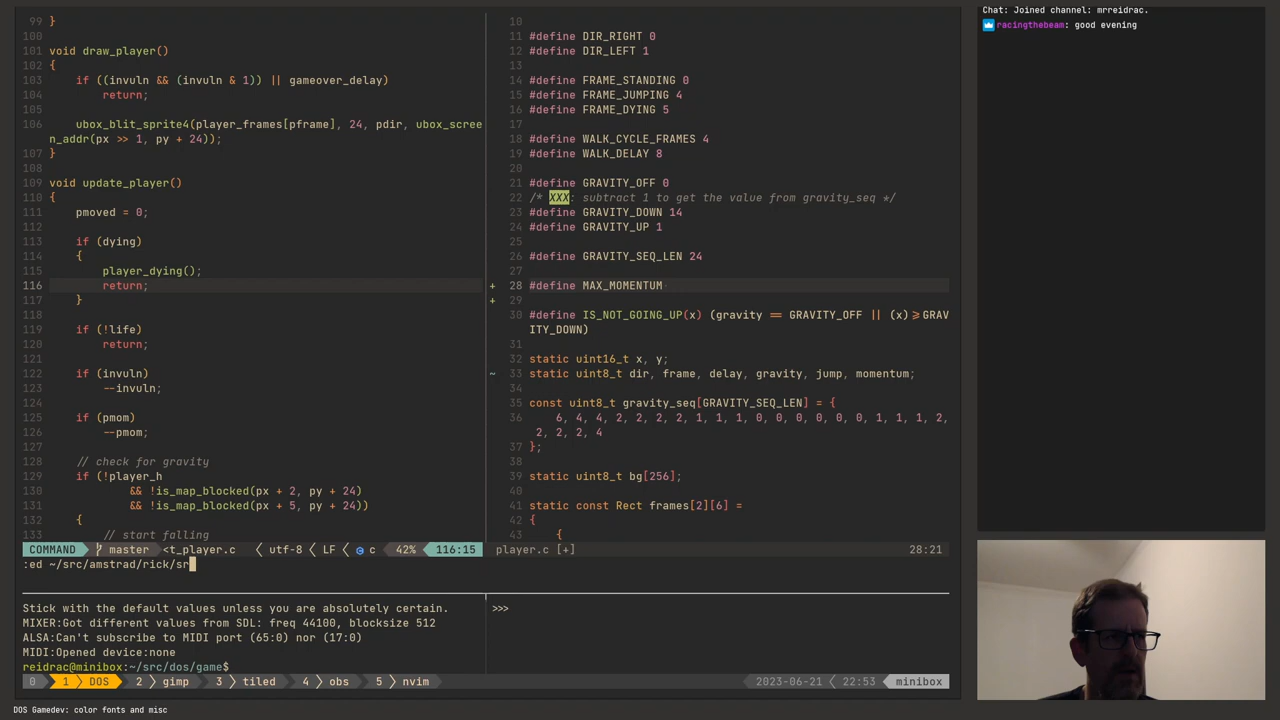 99 }
100
101 void draw_player()
102 {
103 if ((invuln && (invuln & 1)) || gameover_delay)
104 return;
105
106 ubox_blit_sprite4(player_frames[pframe], 24, pdir, ubox_scree
n_addr(px >> 1, py + 24));
107 }
108
109 void update_player()
110 {
111 pmoved = 0;
112
113 if (dying)
114 {
115 player_dying();
116 return;
117 }
118
119 if (!life)
120 return;
121
122 if (invuln)
123 --invuln;
124
125 if (pmom)
126 --pmom;
127
128 // check for gravity
129 if (!player_h
130 && !is_map_blocked(px + 2, py + 24)
131 && !is_map_blocked(px + 5, py + 24))
132 {
133 // start falling
COMMAND master <t_player.c utf-8 LF c 42% 116:15
:ed ~/src/amstrad/rick/sr
10
11 #define DIR_RIGHT 0
12 #define DIR_LEFT 1
13
14 #define FRAME_STANDING 0
15 #define FRAME_JUMPING 4
16 #define FRAME_DYING 5
17
18 #define WALK_CYCLE_FRAMES 4
19 #define WALK_DELAY 8
20
21 #define GRAVITY_OFF 0
22 /* XXX: subtract 1 to get the value from gravity_seq */
23 #define GRAVITY_DOWN 14
24 #define GRAVITY_UP 1
25
26 #define GRAVITY_SEQ_LEN 24
27
+ 28 #define MAX_MOMENTUM
+ 29
30 #define IS_NOT_GOING_UP(x) (gravity == GRAVITY_OFF || (x)>=GRAV
ITY_DOWN)
31
32 static uint16_t x, y;
~ 33 static uint8_t dir, frame, delay, gravity, jump, momentum;
34
35 const uint8_t gravity_seq[GRAVITY_SEQ_LEN] = {
36 6, 4, 4, 2, 2, 2, 2, 1, 1, 1, 0, 0, 0, 0, 0, 0, 1, 1, 1, 2,
2, 2, 2, 4
37 };
38
39 static uint8_t bg[256];
40
41 static const Rect frames[2][6] =
42 {
43 {
player.c [+] 28:21
Stick with the default values unless you are absolutely certain.
MIXER:Got different values from SDL: freq 44100, blocksize 512
ALSA:Can't subscribe to MIDI port (65:0) nor (17:0)
MIDI:Opened device:none
reidrac@minibox:~/src/dos/game$
>>>
0 1 DOS 2 gimp 3 tiled 4 obs 5 nvim 2023-06-21 22:53 minibox
Chat: Joined channel: mrreidrac.
racingthebeam: good evening
DOS Gamedev: color fonts and misc